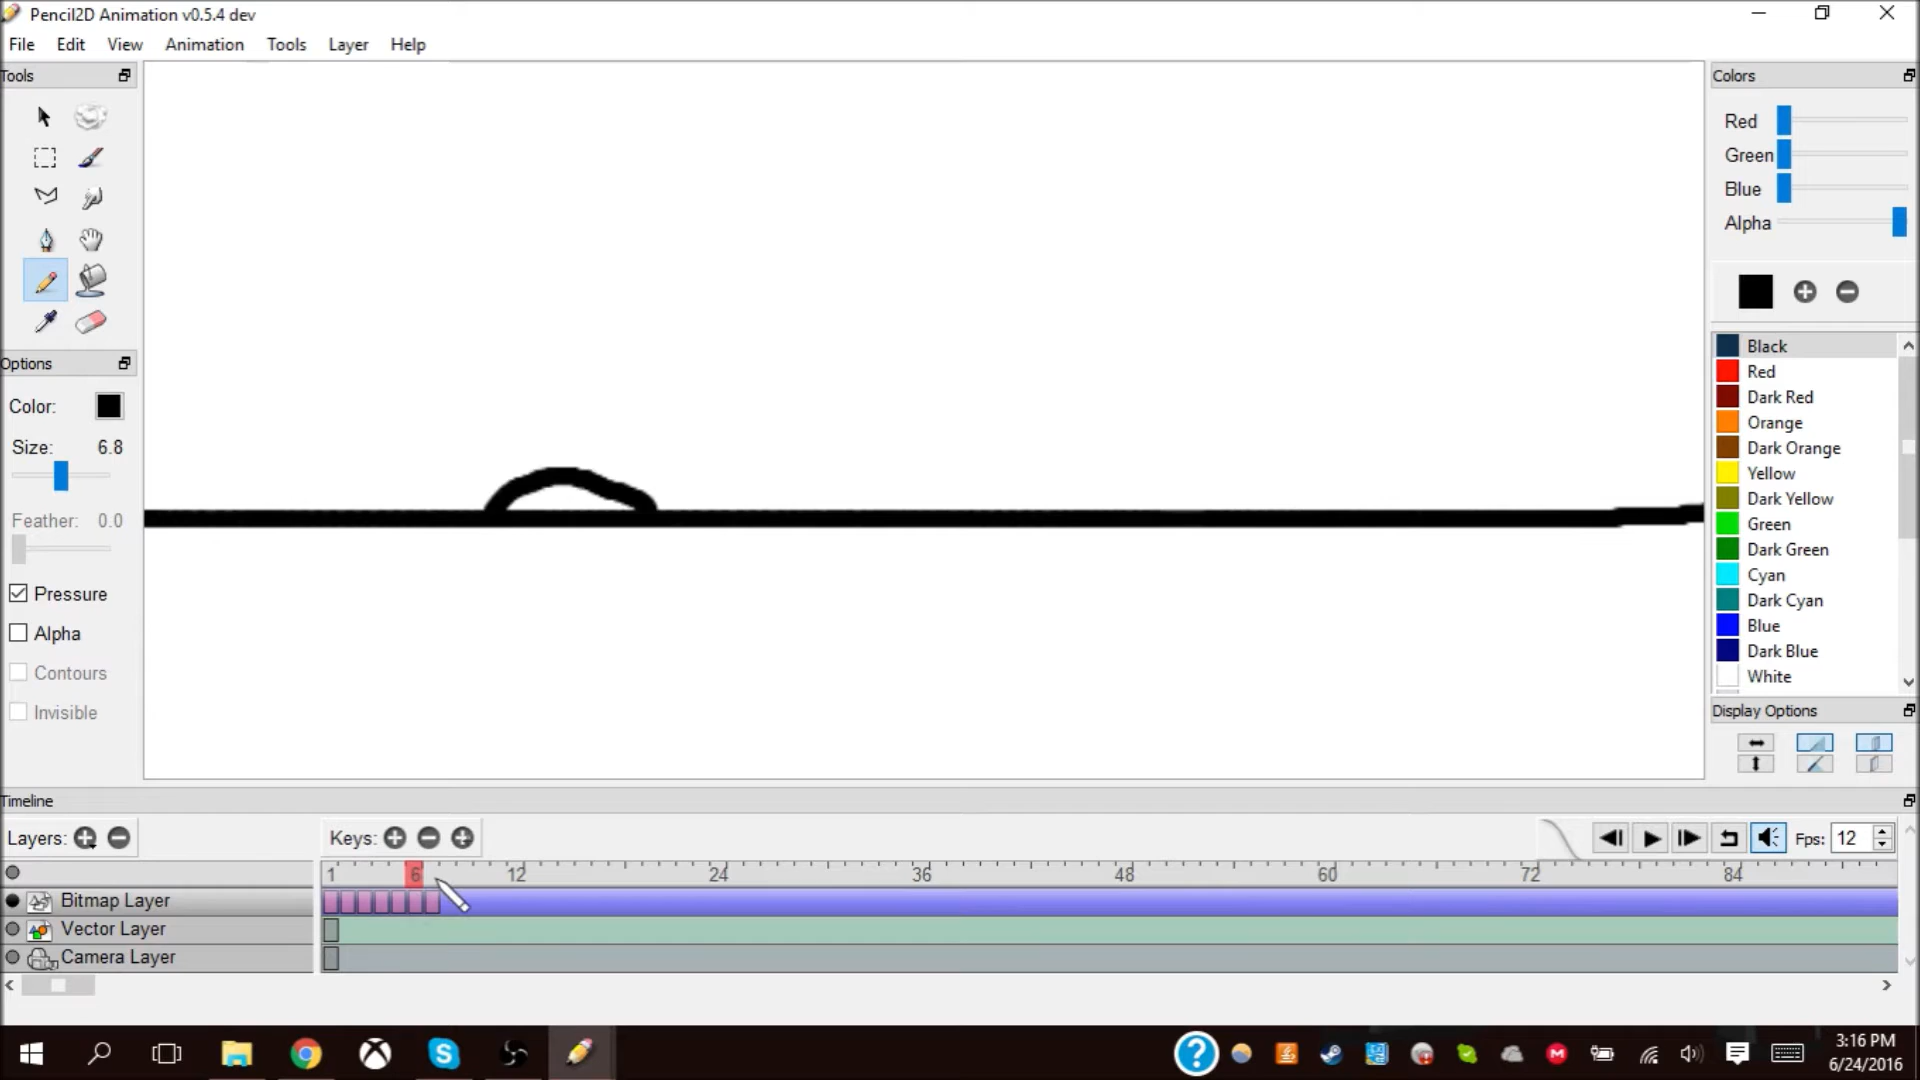 Pencil2D Animation v0.5.4 dev
File Edit View Animation Tools Layer Help
Tools
Colors
Red
Green
Blue
Alpha
Options
Color:
Size: 6.8
Feather: 0.0
Pressure
Alpha
Contours
Invisible
Black
Red
Dark Red
Orange
Dark Orange
Yellow
Dark Yellow
Green
Dark Green
Cyan
Dark Cyan
Blue
Dark Blue
White
Display Options
Timeline
Layers: Keys: Fps: 12
1 6 12 24 36 48 60 72 84
Bitmap Layer
Vector Layer
Camera Layer
3:16 PM
6/24/2016